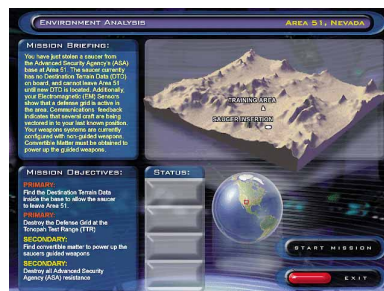 ENVIRONMENT ANALYSIS
AREA 51, NEVADA
MISSION BRIEFING:
You have just stolen a saucer from
the Advanced Security Agency's (ASA)
base at Area 51. The saucer currently
has no Destination Terrain Data (DTD)
on board, and cannot leave Area 51
until new DTD is located. Additionally,
your Electromagnetic (EM) Sensors
show that a defense grid is active in
the area. Communications feedback
indicates that several craft are being
vectored in to your last known position.
Your weapons systems are currently
configured with non-guided weapons.
Convertible Matter must be obtained to
power up the guided weapons.
TRAINING AREA
SAUCER INSERTION
MISSION OBJECTIVES:
STATUS:
PRIMARY:
Find the Destination Terrain Data
inside the base to allow the saucer
to leave Area 51.
PRIMARY:
Destroy the Defense Grid at the
Tonopah Test Range (TTR)
SECONDARY:
Find convertible matter to power up the
saucers guided weapons
SECONDARY:
Destroy all Advanced Security
Agency (ASA) resistance
START MISSION
EXIT